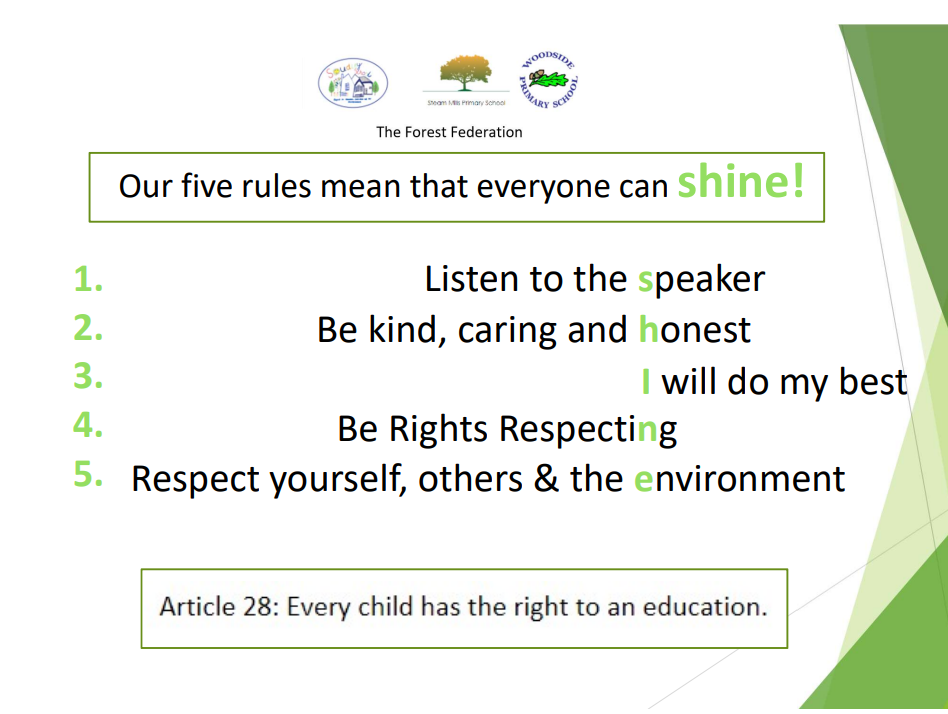 WOODSIDE
PRIMARY SCHOOL
Steam Mills Primary School
The Forest Federation
Our five rules mean that everyone can shine!
1. Listen to the speaker
2. Be kind, caring and honest
3. I will do my best
4. Be Rights Respecting
5. Respect yourself, others & the environment
Article 28: Every child has the right to an education.